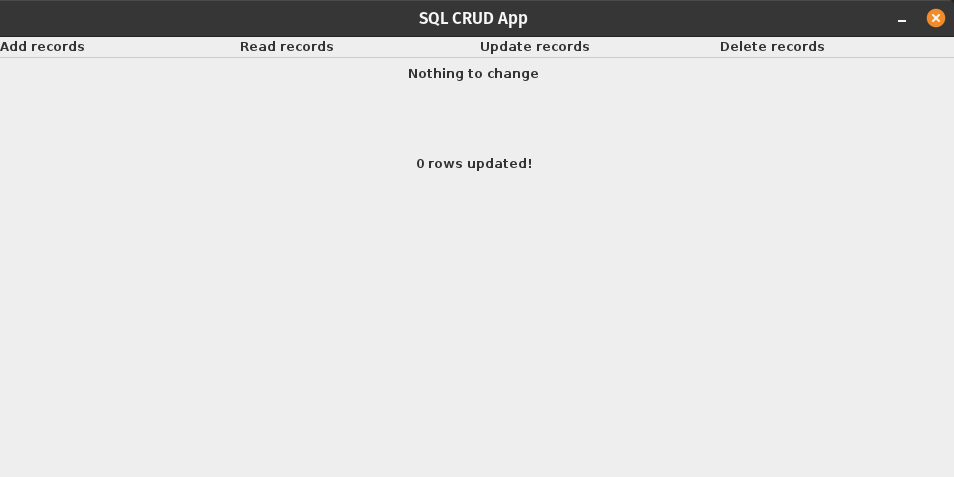 SQL CRUD App
Add records Read records Update records Delete records
Nothing to change
0 rows updated!